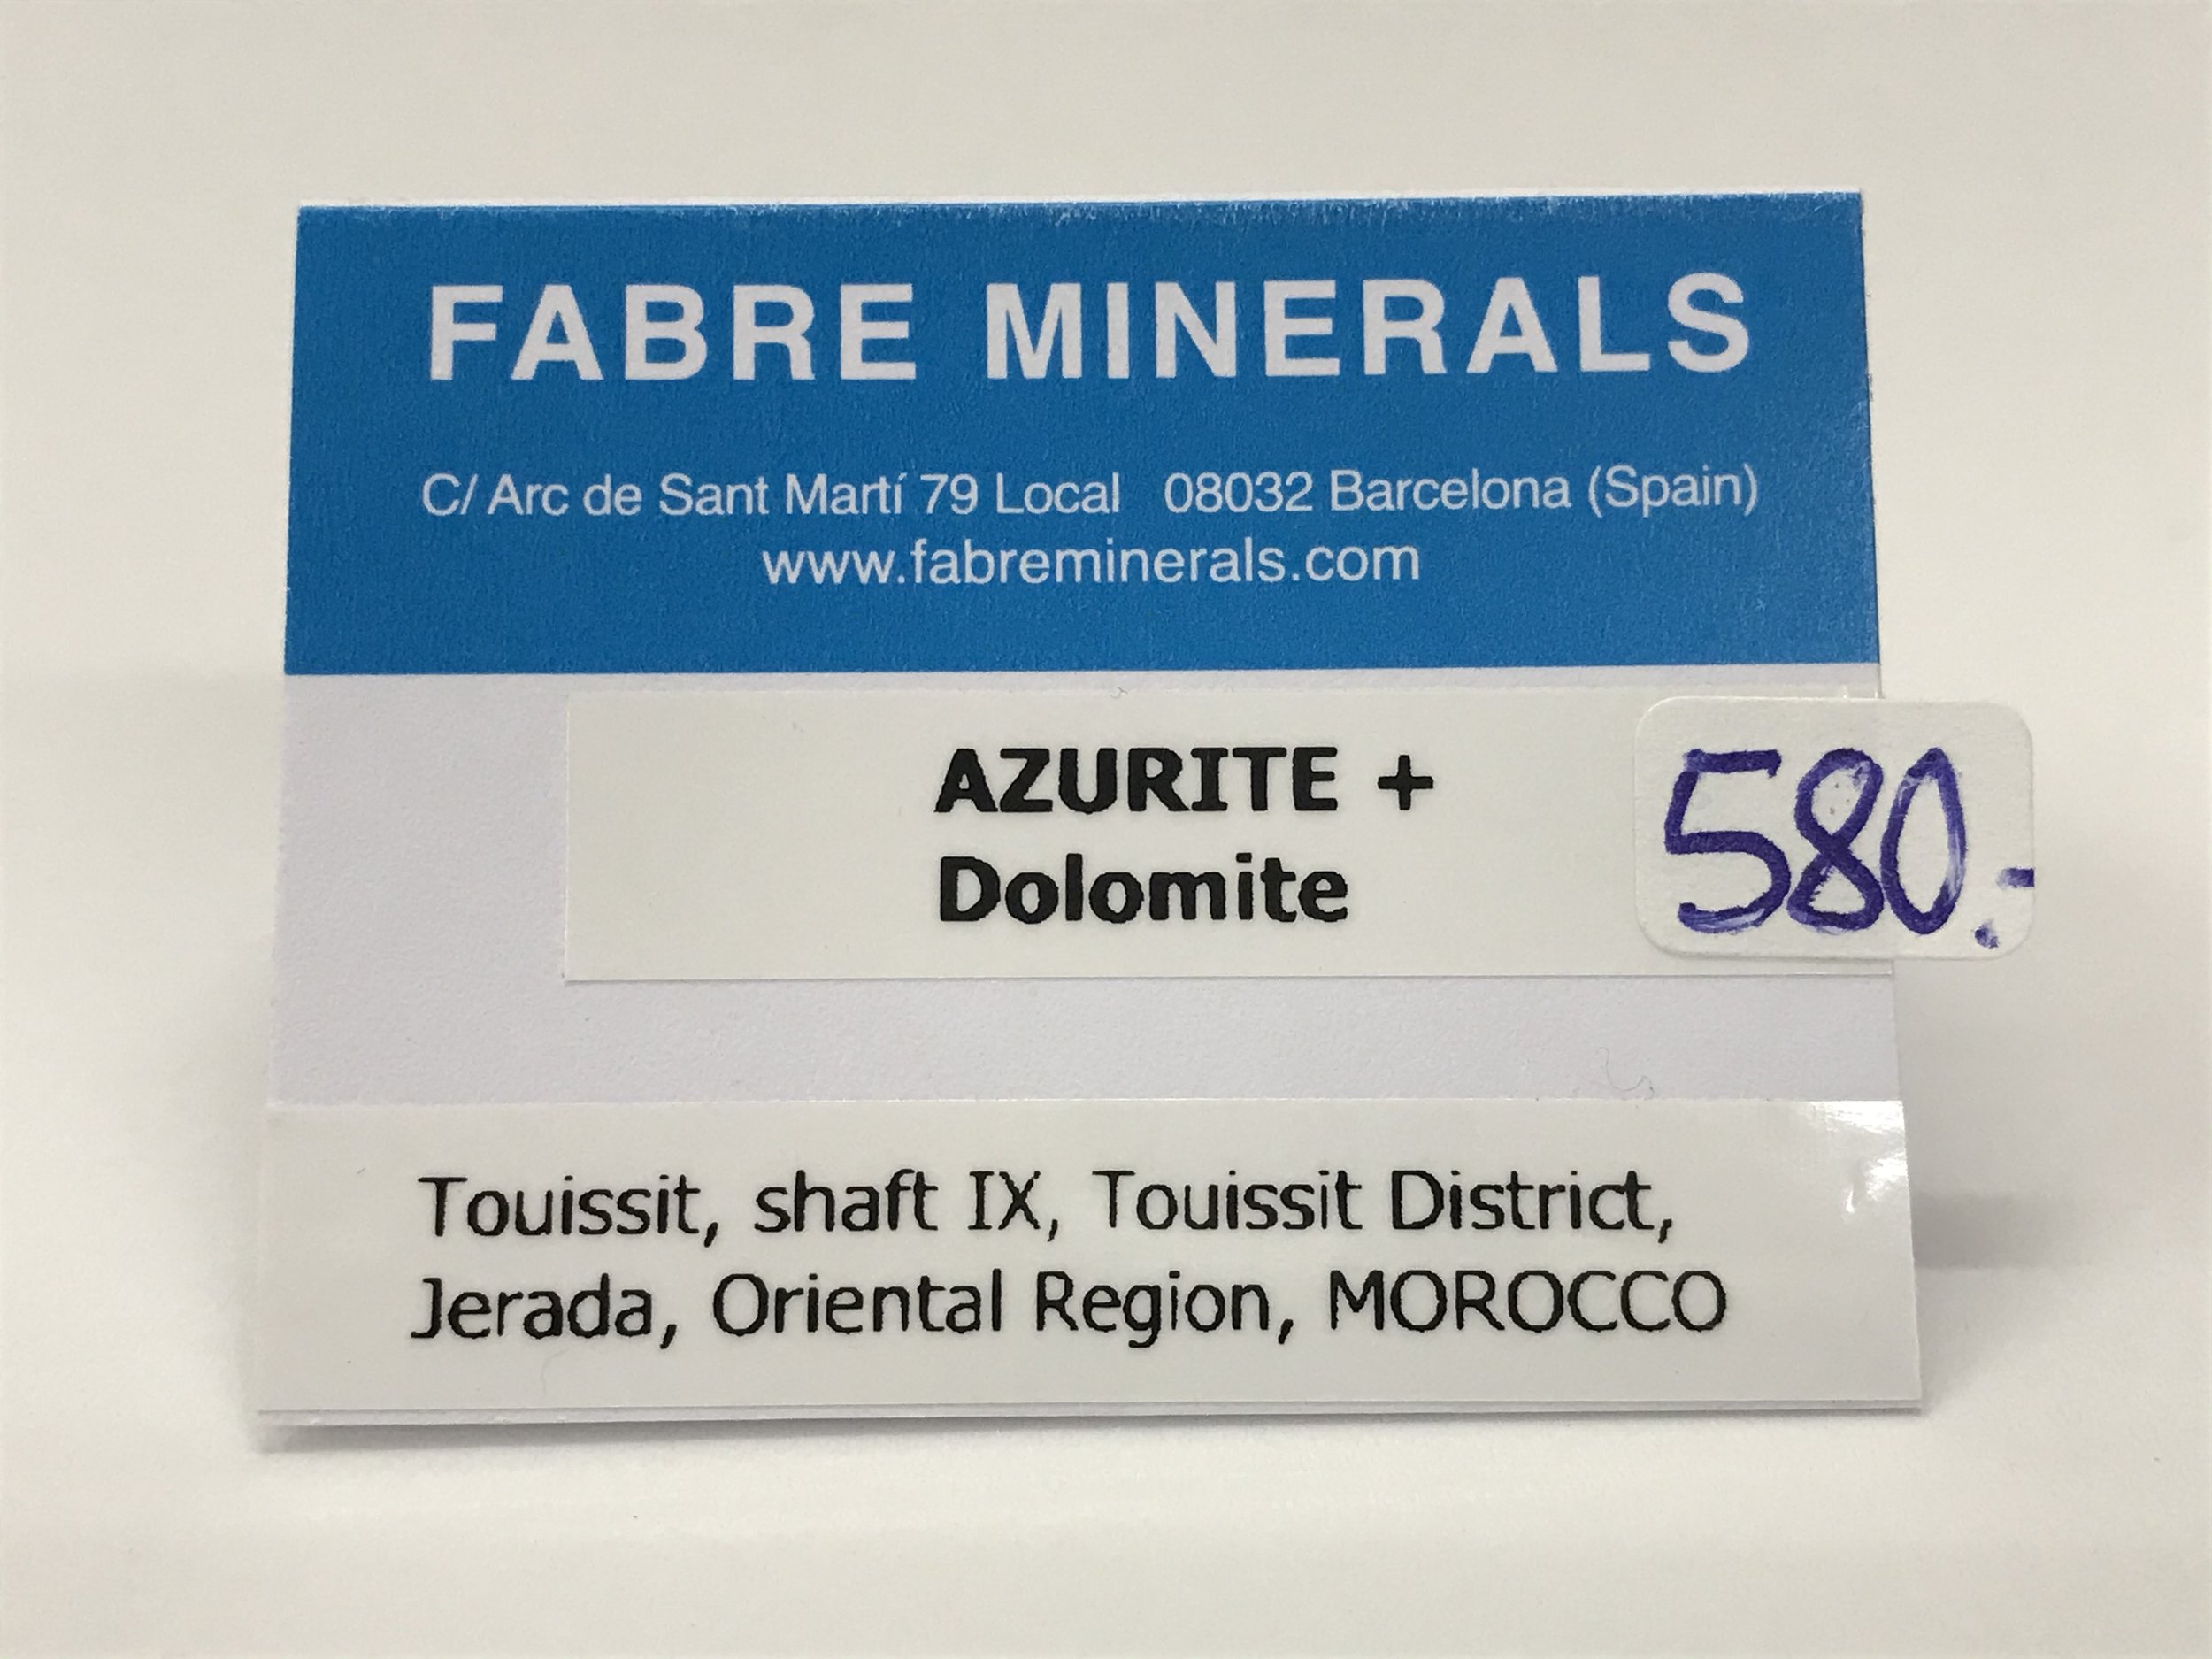 FABRE MINERALS
C/ Arc de Sant Martí 79 Local 08032 Barcelona (Spain)
www.fabreminerals.com
AZURITE +
Dolomite
580.-
Touissit, shaft IX, Touissit District,
Jerada, Oriental Region, MOROCCO